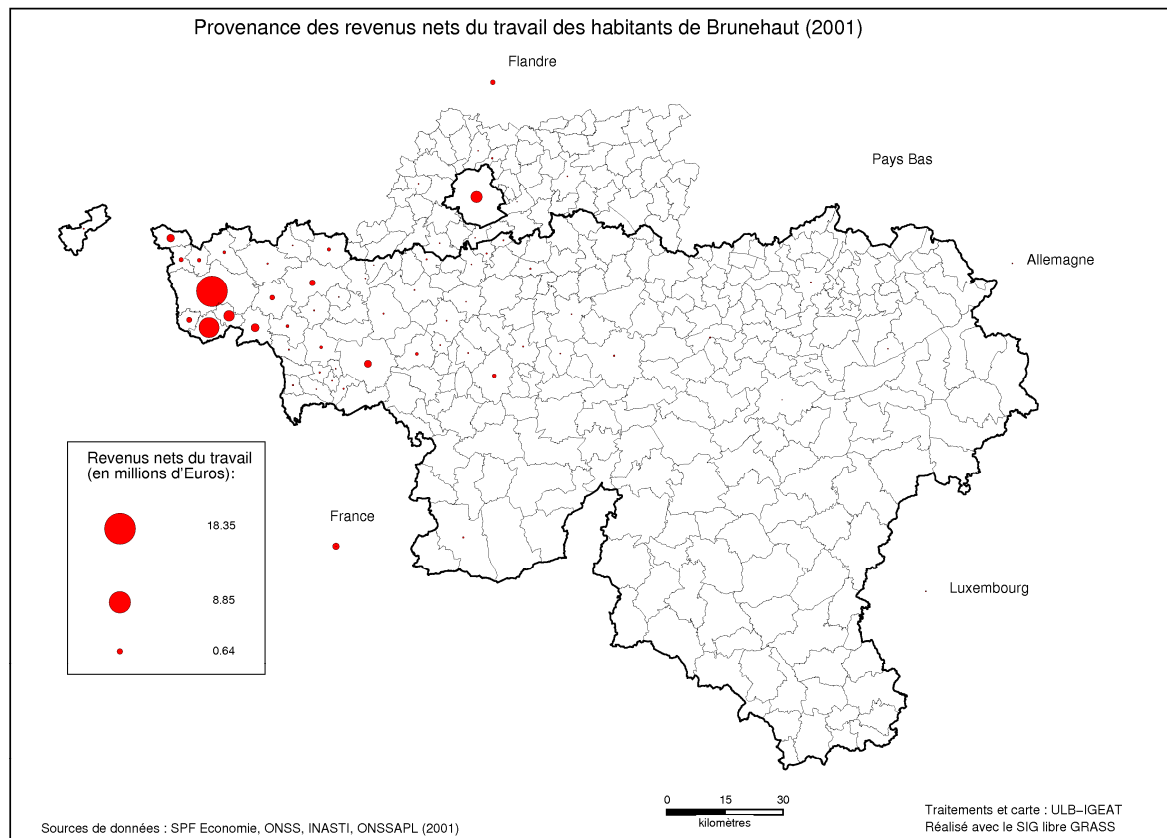 Provenance des revenus nets du travail des habitants de Brunehaut (2001)
Flandre
Pays Bas
Allemagne
Revenus nets du travail
(en millions d'Euros):
18.35
8.85
0.64
France
Luxembourg
0 15 30
kilomètres
Sources de données : SPF Economie, ONSS, INASTI, ONSSAPL (2001)
Traitements et carte : ULB–IGEAT
Réalisé avec le SIG libre GRASS